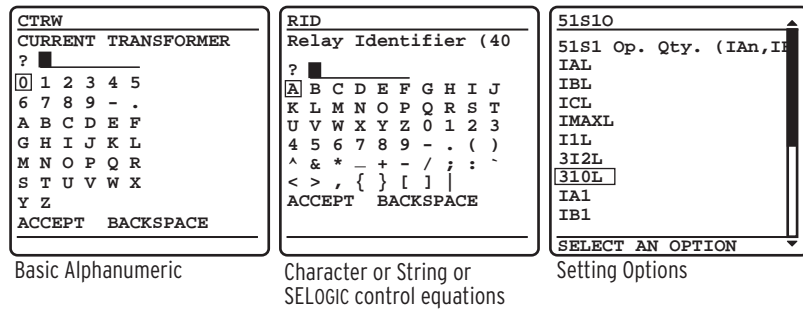 CTRW
CURRENT TRANSFORMER
?
0 1 2 3 4 5
6 7 8 9 - .
A B C D E F
G H I J K L
M N O P Q R
S T U V W X
Y Z
ACCEPT BACKSPACE
Basic Alphanumeric
RID
Relay Identifier (40
?
A B C D E F G H I J
K L M N O P Q R S T
U V W X Y Z 0 1 2 3
4 5 6 7 8 9 - . ( )
^ & * _ + - / ; : `
< > , { } [ ] |
ACCEPT BACKSPACE
Character or String or
SELOGIC control equations
51S1O
51S1 Op. Qty. (IAn,IB
IAL
IBL
ICL
IMAXL
I1L
3I2L
310L
IA1
IB1
SELECT AN OPTION
Setting Options